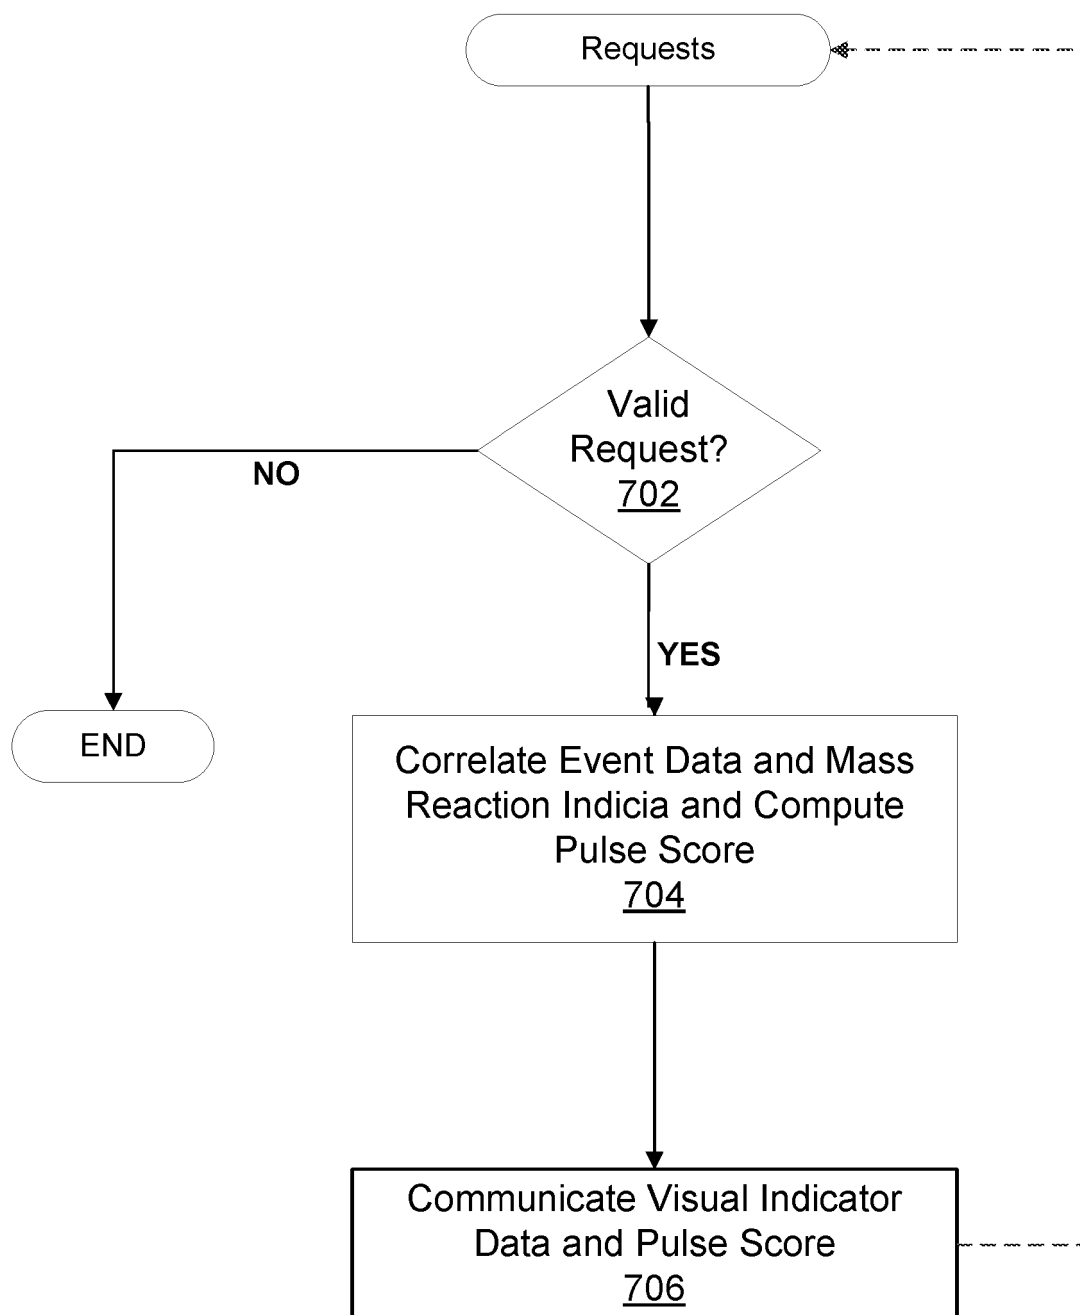 Requests
Valid
Request?
702
NO
YES
END
Correlate Event Data and Mass
Reaction Indicia and Compute
Pulse Score
704
Communicate Visual Indicator
Data and Pulse Score
706